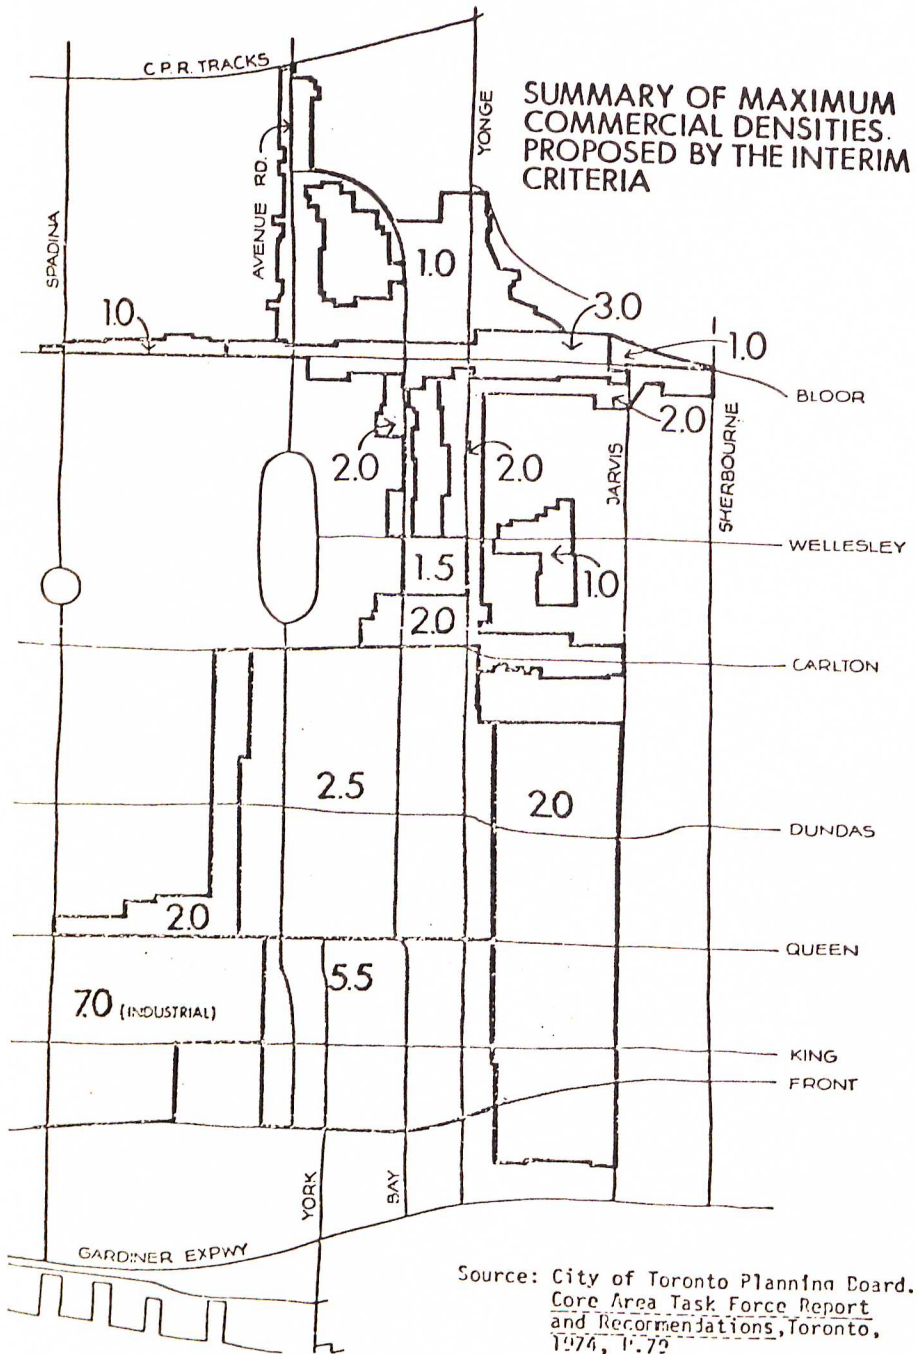 C.P.R. TRACKS
SUMMARY OF MAXIMUM
COMMERCIAL DENSITIES.
PROPOSED BY THE INTERIM
CRITERIA
YONGE
AVENUE RD.
SPADINA
1.0
3.0
1.0
1.0
BLOOR
2.0
2.0
2.0
JARVIS
SHERBOURNE
WELLESLEY
1.5
1.0
2.0
CARLTON
2.5
2.0
DUNDAS
2.0
QUEEN
5.5
7.0 (INDUSTRIAL)
KING
FRONT
YORK
BAY
GARDINER EXPWY
Source: City of Toronto Planning Board.
Core Area Task Force Report
and Recommendations, Toronto,
1974, P.79